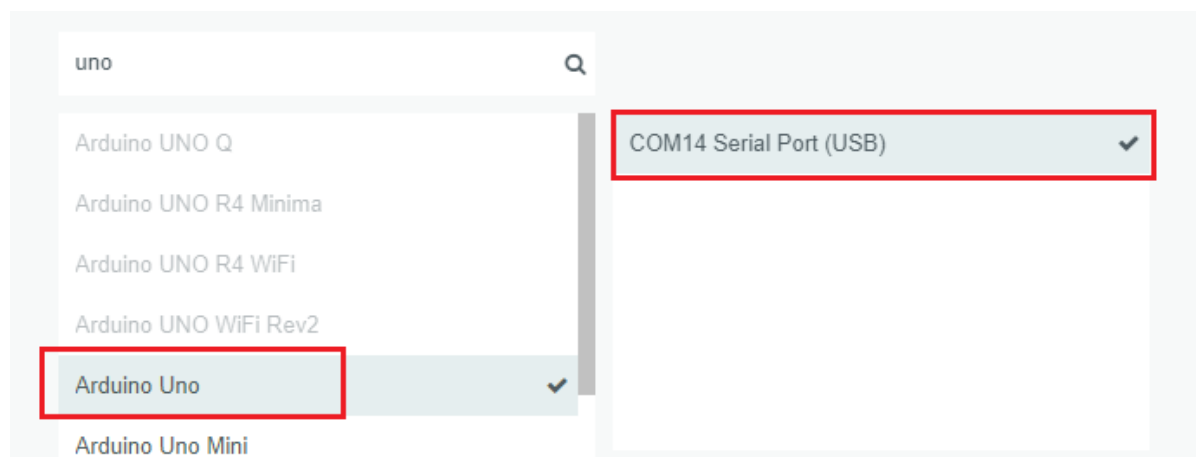 uno
Arduino UNO Q
Arduino UNO R4 Minima
Arduino UNO R4 WiFi
Arduino UNO WiFi Rev2
Arduino Uno
Arduino Uno Mini
COM14 Serial Port (USB)